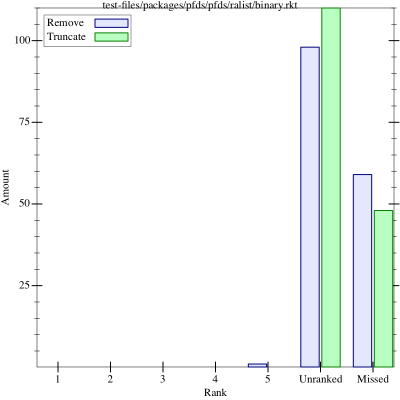 test-files/packages/pfds/pfds/ralist/binary.rkt
Remove
Truncate
100
75
50
25
Amount
1 2 3 4 5 Unranked Missed
Rank